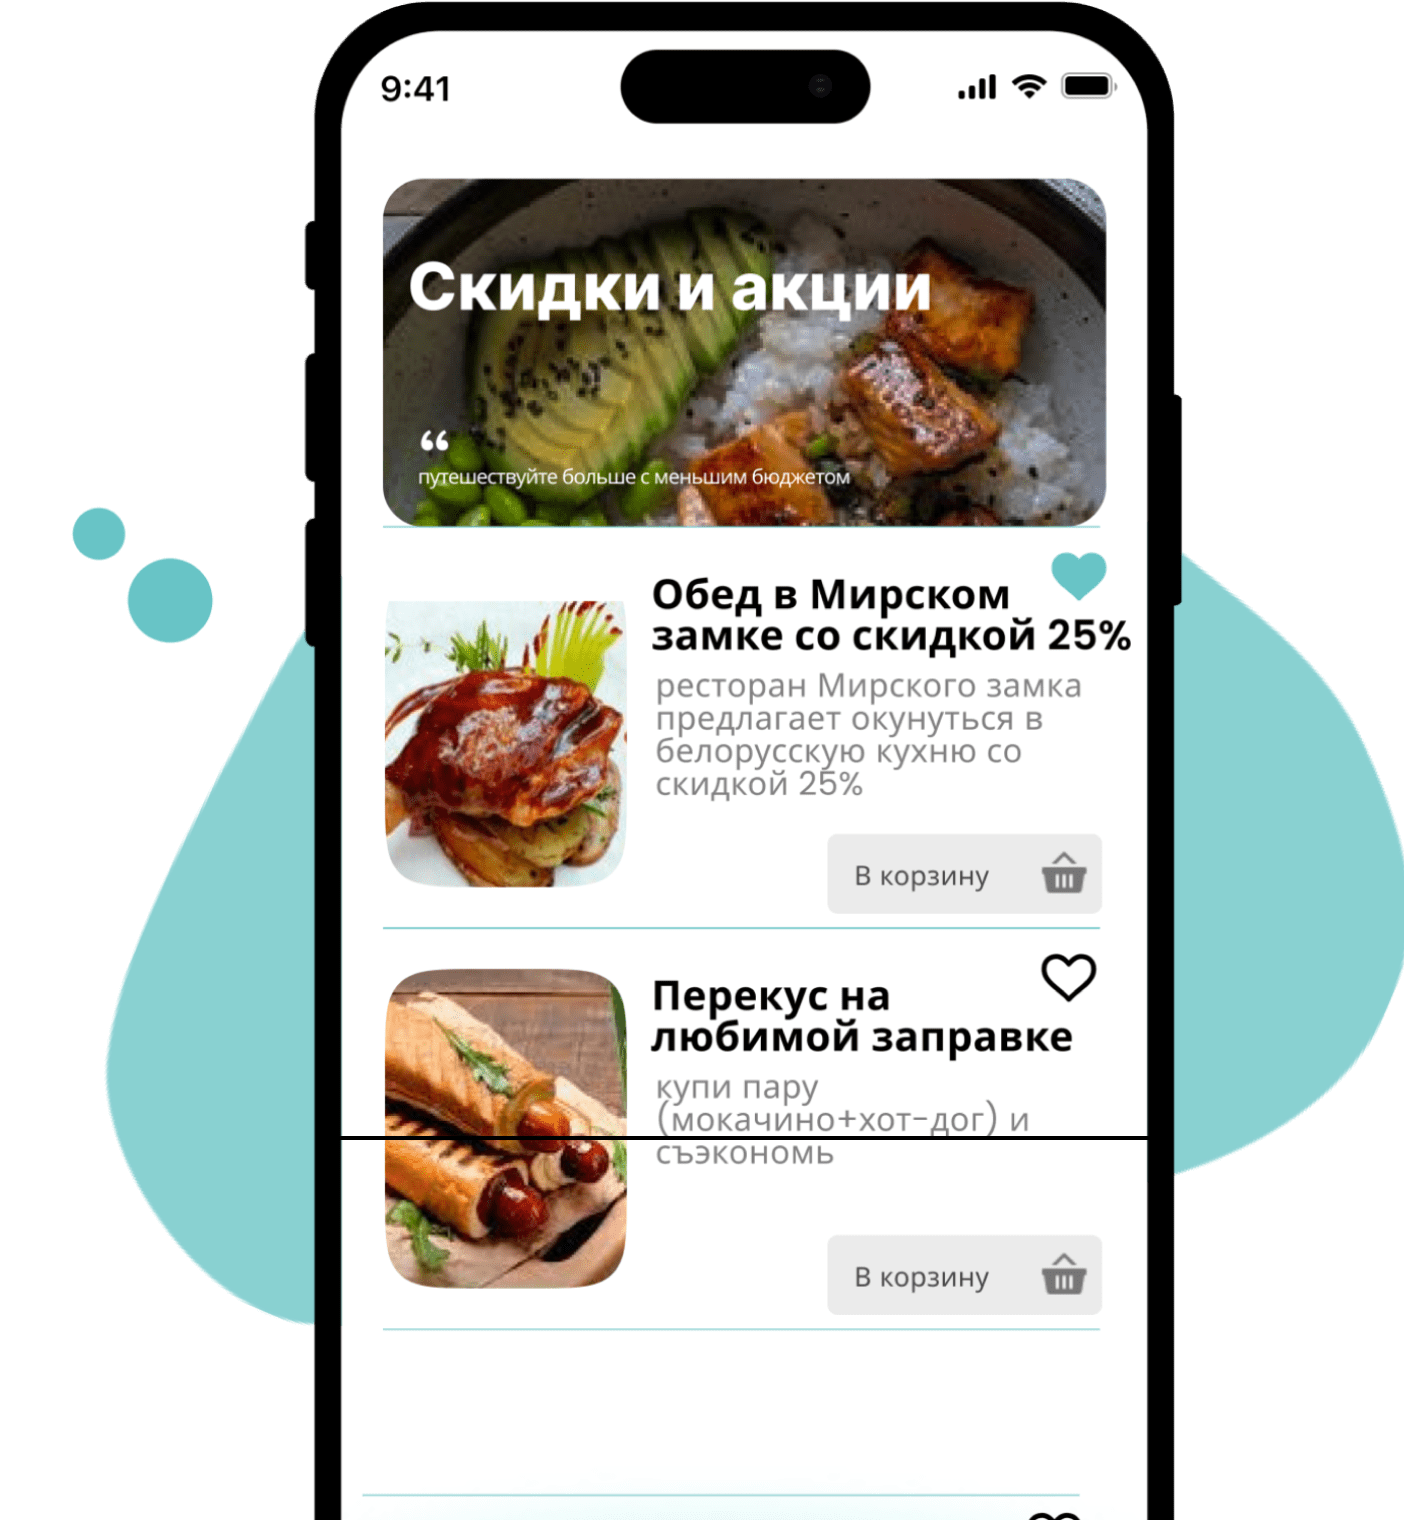 9:41
Скидки и акции
“
путешествуйте больше с меньшим бюджетом
Обед в Мирском
замке со скидкой 25%
ресторан Мирского замка
предлагает окунуться в
белорусскую кухню со
скидкой 25%
В корзину
Перекус на
любимой заправке
купи пару
(мокачино+хот-дог) и
съэкономь
В корзину